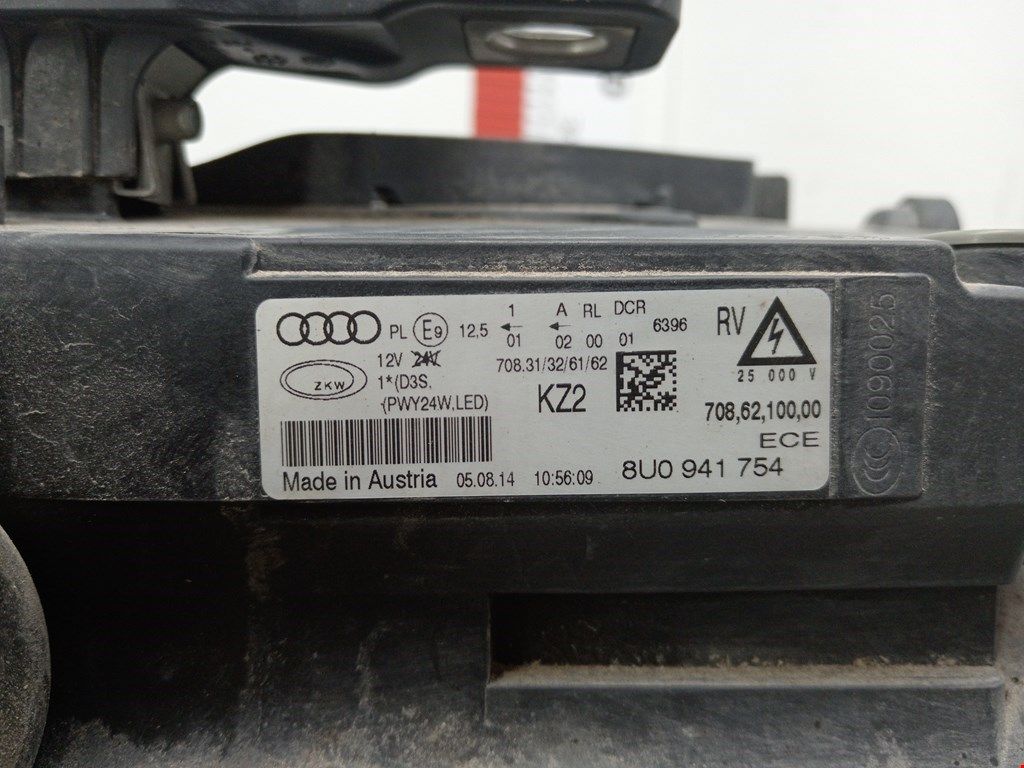 1 A RL DCR
PL E9 12,5 ← ← 6396 RV
01 02 00 01
12V 24V 708.31/32/61/62
ZKW 1*(D3S, 25 000 V
(PWY24W,LED) KZ2 708,62,100,00
ECE
Made in Austria 05.08.14 10:56:09 8U0 941 754
CCC 1090025